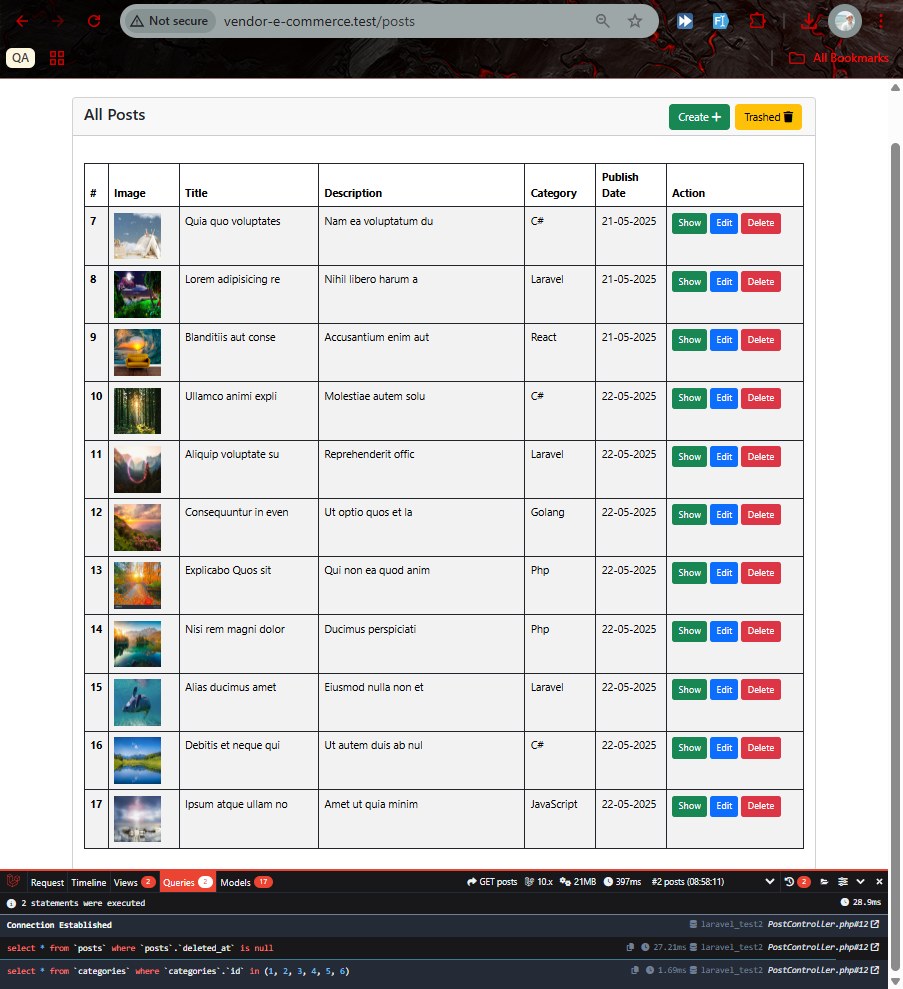 Not secure vendor-e-commerce.test/posts
QA All Bookmarks
All Posts Create + Trashed
# Image Title Description Category Publish Date Action
7 Quia quo voluptates Nam ea voluptatum du C# 21-05-2025 Show Edit Delete
8 Lorem adipisicing re Nihil libero harum a Laravel 21-05-2025 Show Edit Delete
9 Blanditiis aut conse Accusantium enim aut React 21-05-2025 Show Edit Delete
10 Ullamco animi expli Molestiae autem solu C# 22-05-2025 Show Edit Delete
11 Aliquip voluptate su Reprehenderit offic Laravel 22-05-2025 Show Edit Delete
12 Consequuntur in even Ut optio quos et la Golang 22-05-2025 Show Edit Delete
13 Explicabo Quos sit Qui non ea quod anim Php 22-05-2025 Show Edit Delete
14 Nisi rem magni dolor Ducimus perspiciati Php 22-05-2025 Show Edit Delete
15 Alias ducimus amet Eiusmod nulla non et Laravel 22-05-2025 Show Edit Delete
16 Debitis et neque qui Ut autem duis ab nul C# 22-05-2025 Show Edit Delete
17 Ipsum atque ullam no Amet ut quia minim JavaScript 22-05-2025 Show Edit Delete
Request Timeline Views 2 Queries 2 Models 17 GET posts 10.x 21MB 397ms #2 posts (08:58:11) 2
2 statements were executed 28.9ms
Connection Established laravel_test2 PostController.php#12
select * from `posts` where `posts`.`deleted_at` is null 27.21ms laravel_test2 PostController.php#12
select * from `categories` where `categories`.`id` in (1, 2, 3, 4, 5, 6) 1.69ms laravel_test2 PostController.php#12